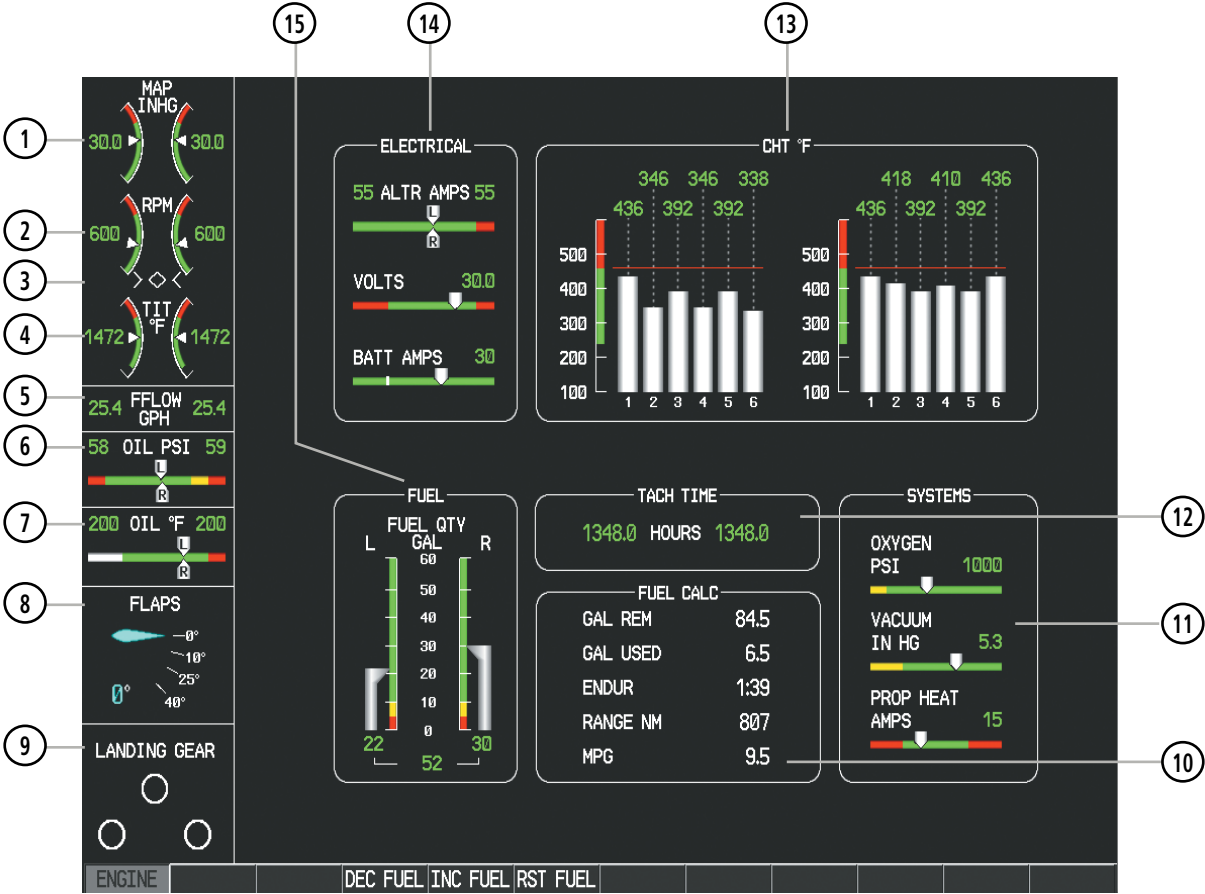 15 14 13
1
2
3
4
5
6
7
8
9
MAP
INHG
30.0 30.0
RPM
600 600
TIT
°F
1472 1472
25.4 FFLOW 25.4
GPH
58 OIL PSI 59
L
R
200 OIL °F 200
L
R
FLAPS
0°
10°
25°
40°
0°
LANDING GEAR
ELECTRICAL
55 ALTR AMPS 55
L
R
VOLTS 30.0
BATT AMPS 30
CHT °F
346 346 338
436 392 392
500
400
300
200
100
1 2 3 4 5 6
418 410 436
436 392 392
500
400
300
200
100
1 2 3 4 5 6
FUEL
FUEL QTY
L GAL R
60
50
40
30
20
10
0
22 30
52
TACH TIME
1348.0 HOURS 1348.0
12
FUEL CALC
GAL REM 84.5
GAL USED 6.5
ENDUR 1:39
RANGE NM 807
MPG 9.5
10
SYSTEMS
OXYGEN
PSI 1000
VACUUM
IN HG 5.3
PROP HEAT
AMPS 15
11
ENGINE DEC FUEL INC FUEL RST FUEL